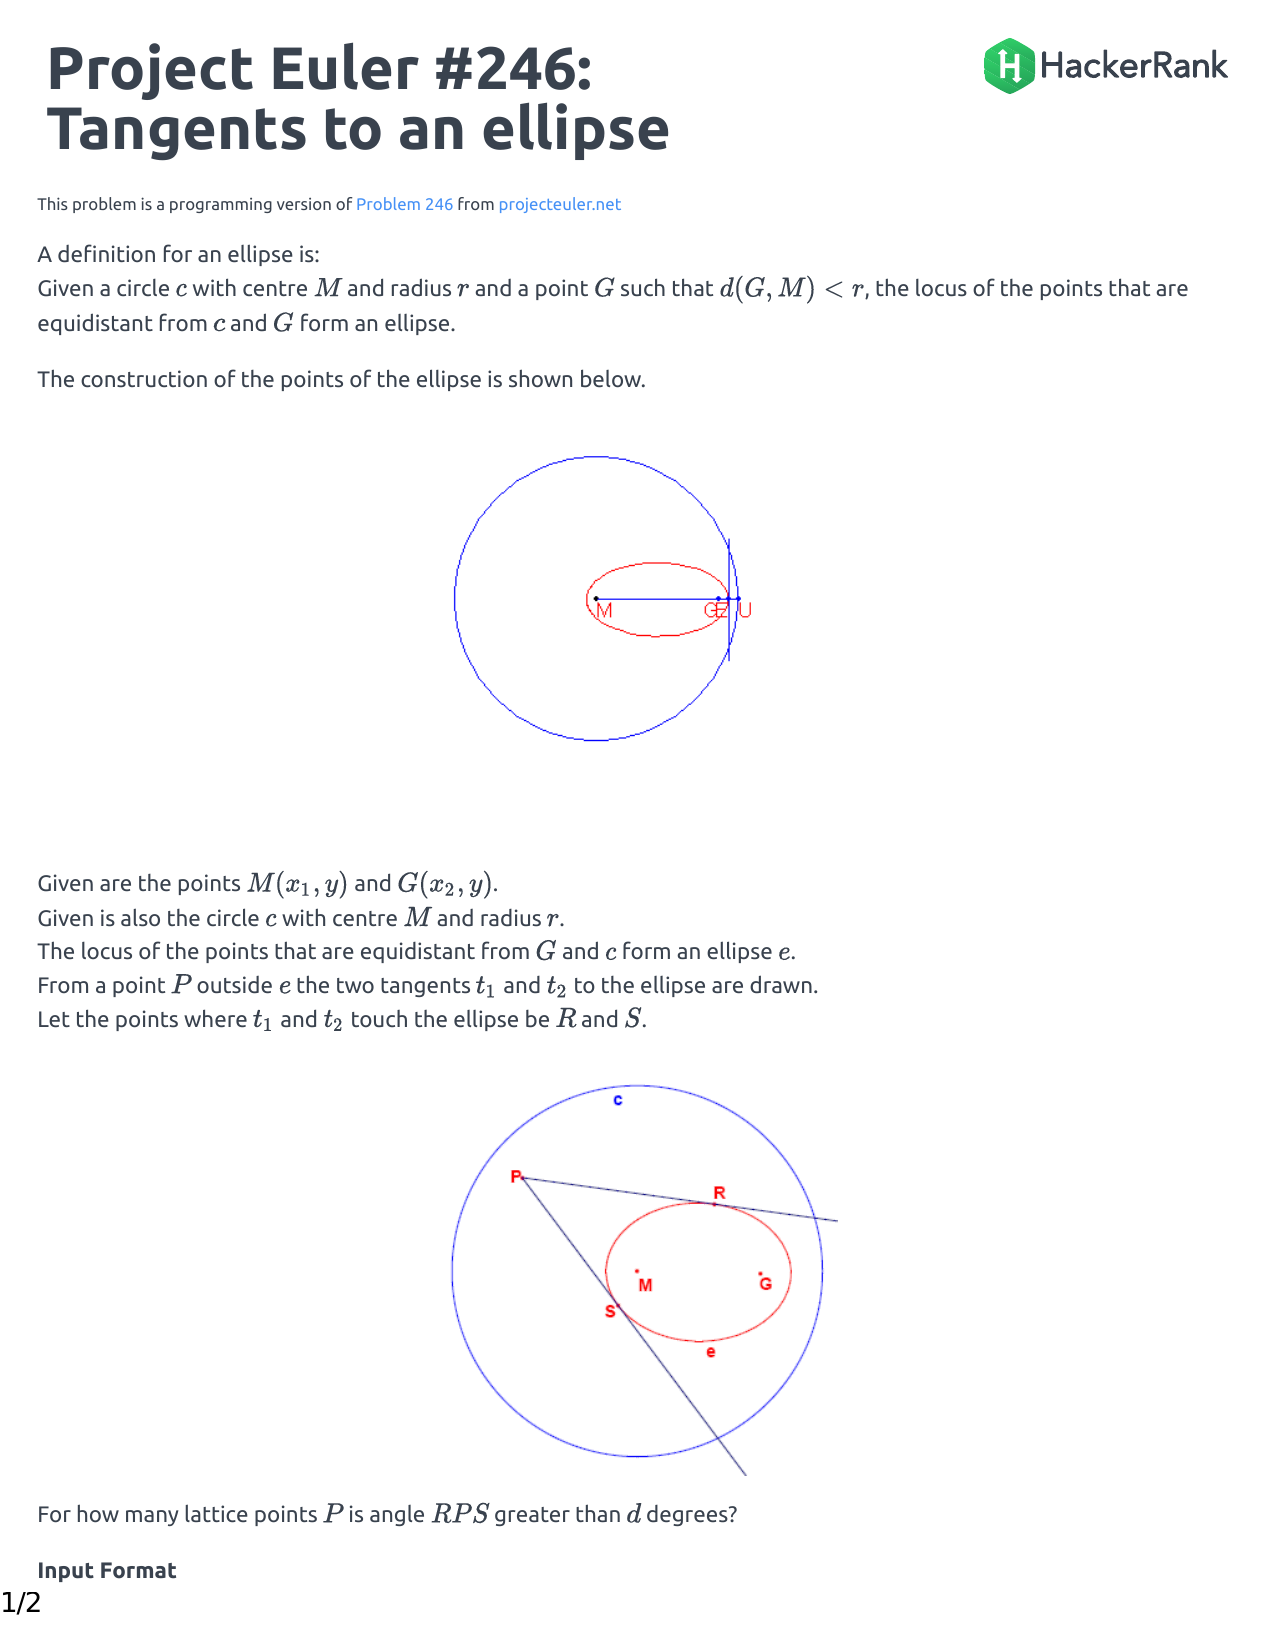 Project Euler #246:
Tangents to an ellipse
HackerRank
This problem is a programming version of Problem 246 from projecteuler.net
A definition for an ellipse is:
Given a circle c with centre M and radius r and a point G such that d(G, M) < r, the locus of the points that are
equidistant from c and G form an ellipse.
The construction of the points of the ellipse is shown below.
M G E U
Given are the points M(x₁, y) and G(x₂, y).
Given is also the circle c with centre M and radius r.
The locus of the points that are equidistant from G and c form an ellipse e.
From a point P outside e the two tangents t₁ and t₂ to the ellipse are drawn.
Let the points where t₁ and t₂ touch the ellipse be R and S.
c
P
R
M G
S
e
For how many lattice points P is angle RPS greater than d degrees?
Input Format
1/2